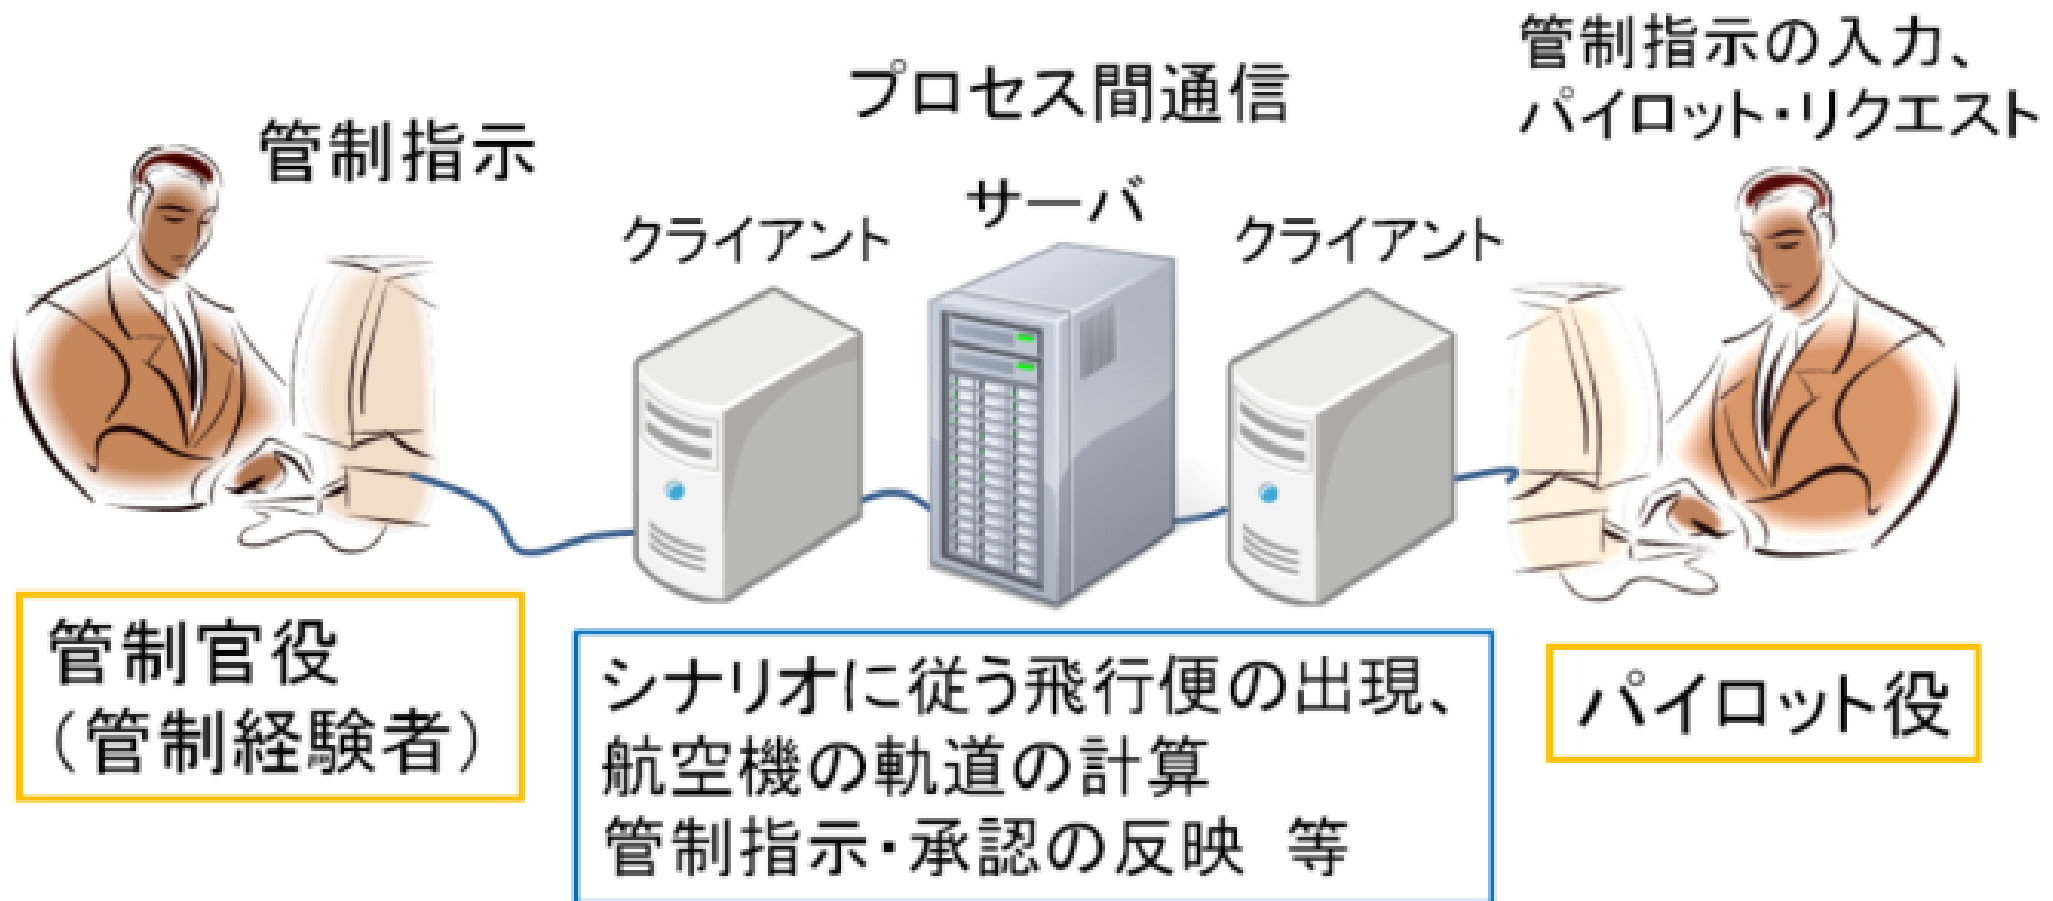 管制指示
プロセス間通信
管制指示の入力、
パイロット・リクエスト
クライアント
サーバ
クライアント
管制官役
（管制経験者）
シナリオに従う飛行便の出現、
航空機の軌道の計算
管制指示・承認の反映　等
パイロット役